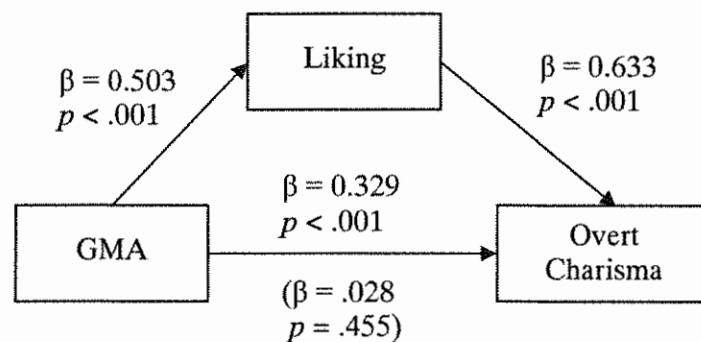 Liking
β = 0.503
p < .001
β = 0.633
p < .001
β = 0.329
p < .001
GMA
Overt
Charisma
(β = .028
p = .455)